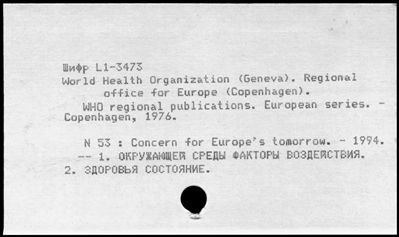 Шифр L1-3473
World Health Organization (Geneva). Regional
office for Europe (Copenhagen).
WHO regional publications. European series. -
Copenhagen, 1976.
N 53 : Concern for Europe's tomorrow. - 1994.
-- 1. ОКРУЖАЮЩЕЙ СРЕДЫ ФАКТОРЫ ВОЗДЕЙСТВИЯ.
2. ЗДОРОВЬЯ СОСТОЯНИЕ.